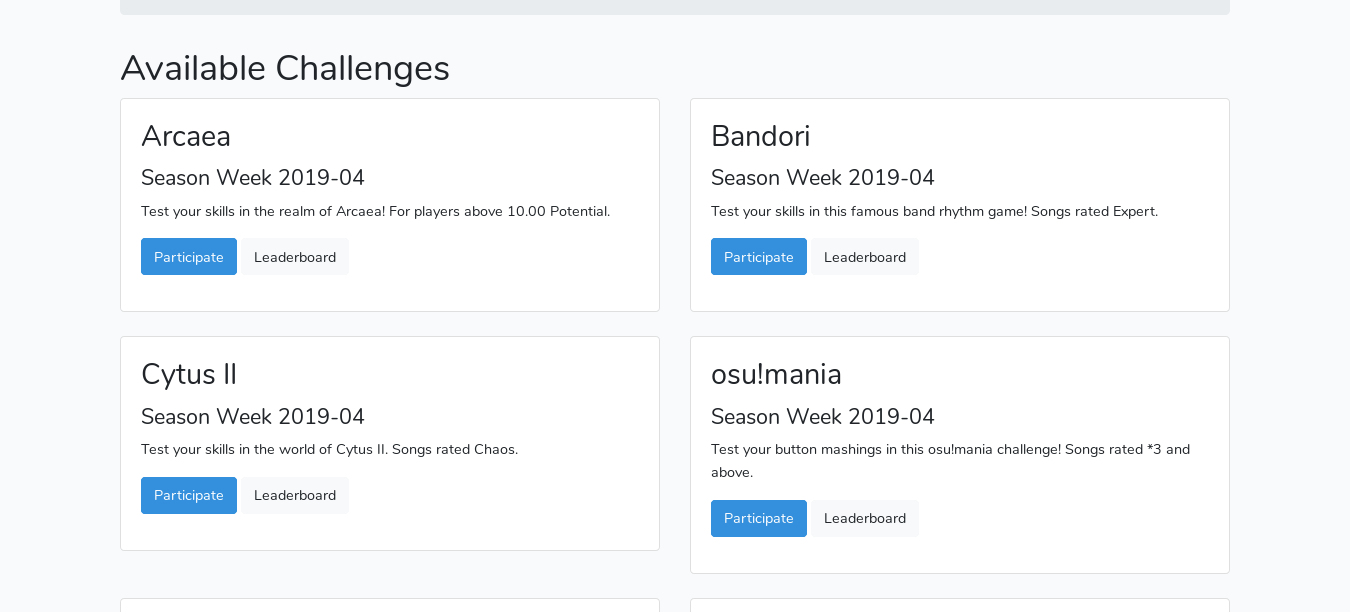 Available Challenges
Arcaea
Season Week 2019-04
Test your skills in the realm of Arcaea! For players above 10.00 Potential.
Participate Leaderboard
Bandori
Season Week 2019-04
Test your skills in this famous band rhythm game! Songs rated Expert.
Participate Leaderboard
Cytus II
Season Week 2019-04
Test your skills in the world of Cytus II. Songs rated Chaos.
Participate Leaderboard
osu!mania
Season Week 2019-04
Test your button mashings in this osu!mania challenge! Songs rated *3 and
above.
Participate Leaderboard